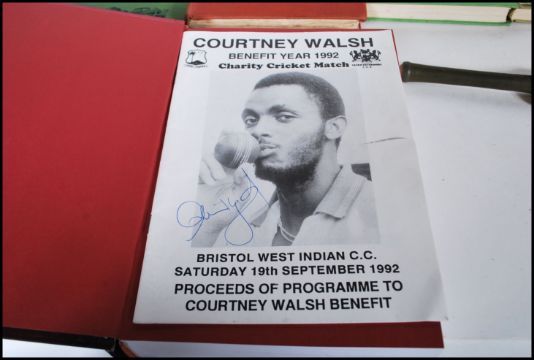 COURTNEY WALSH
BENEFIT YEAR 1992
Charity Cricket Match
BRISTOL WEST INDIAN C.C.
SATURDAY 19th SEPTEMBER 1992
PROCEEDS OF PROGRAMME TO
COURTNEY WALSH BENEFIT